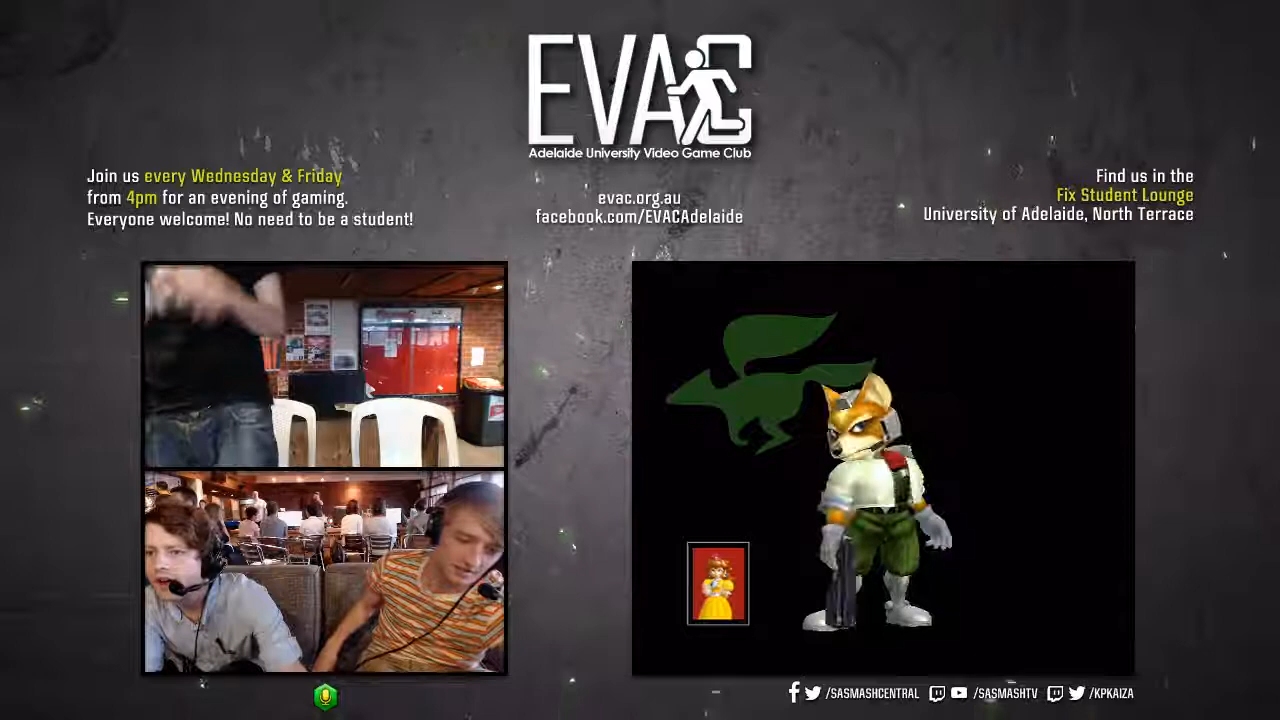 EVAC
Adelaide University Video Game Club
Join us every Wednesday & Friday
from 4pm for an evening of gaming.
Everyone welcome! No need to be a student!
evac.org.au
facebook.com/EVACAdelaide
Find us in the
Fix Student Lounge
University of Adelaide, North Terrace
/SASMASHCENTRAL /SASMASHTV /KPKAIZA